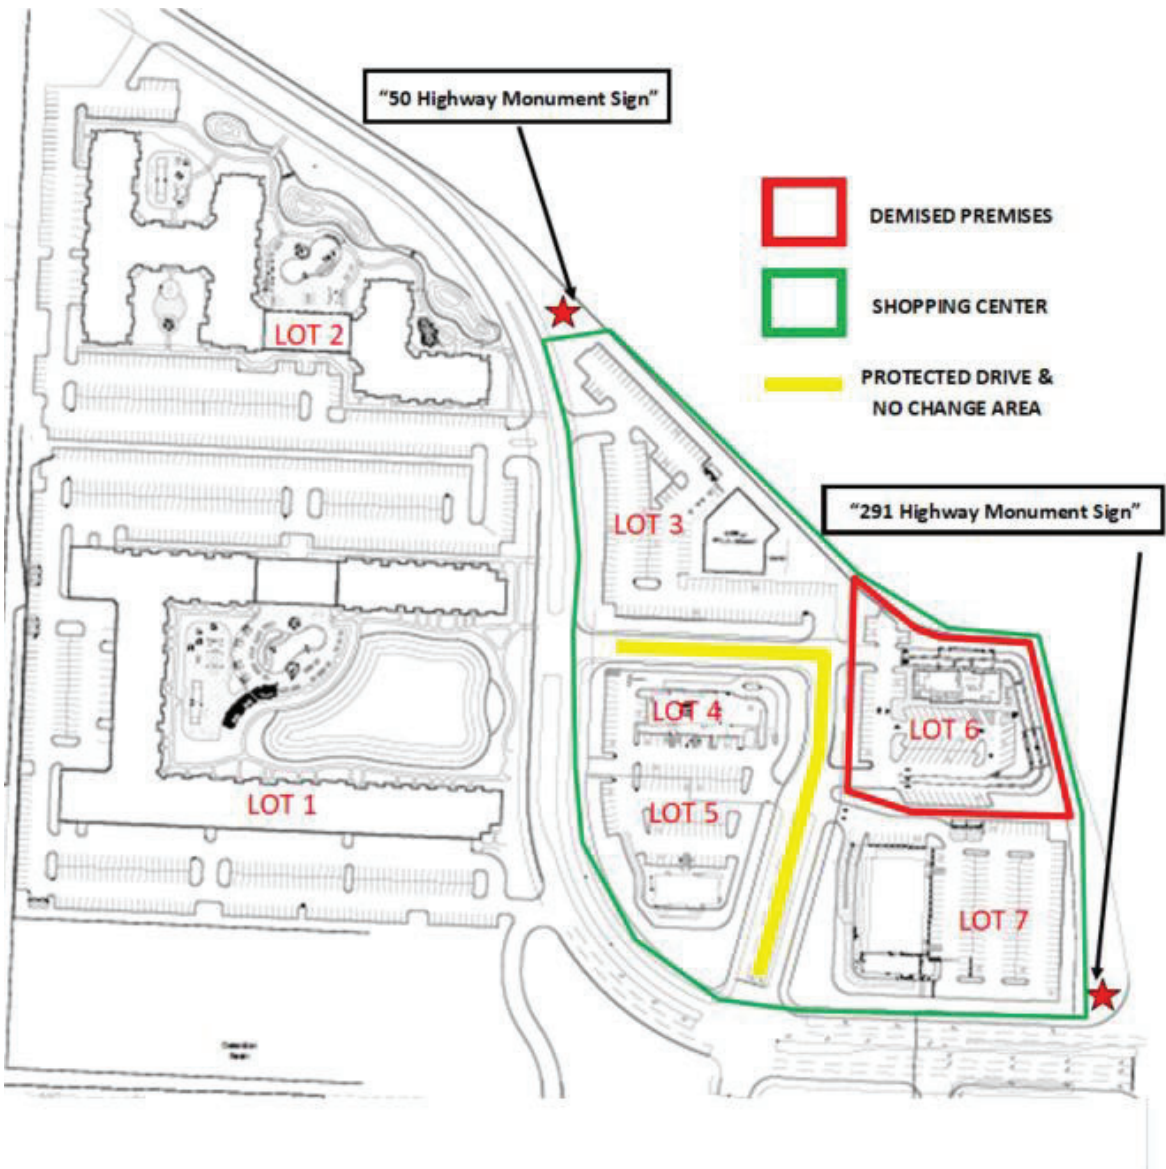 “50 Highway Monument Sign”
DEMISED PREMISES
SHOPPING CENTER
PROTECTED DRIVE &
NO CHANGE AREA
“291 Highway Monument Sign”
LOT 2
LOT 3
LOT 4
LOT 6
LOT 1
LOT 5
LOT 7